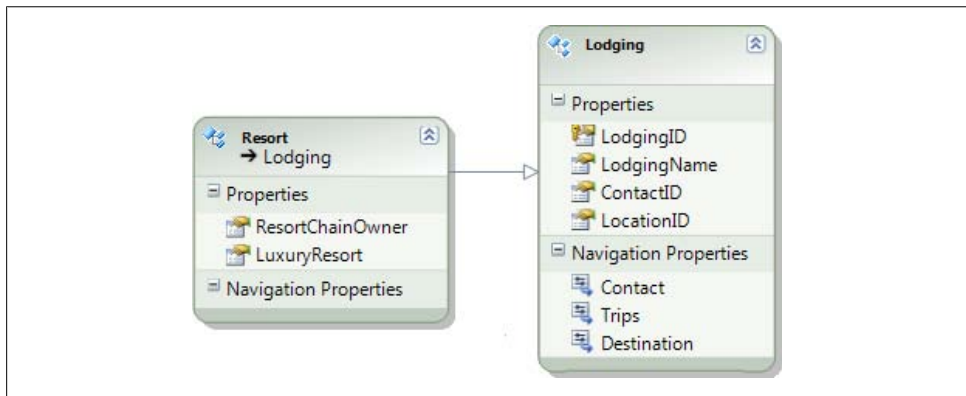 Resort
→ Lodging
Properties
ResortChainOwner
LuxuryResort
Navigation Properties
Lodging
Properties
LodgingID
LodgingName
ContactID
LocationID
Navigation Properties
Contact
Trips
Destination